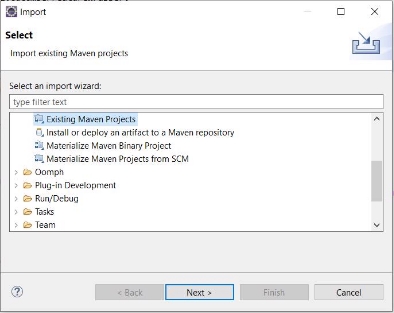 Import
Select
Import existing Maven projects
Select an import wizard:
type filter text
Existing Maven Projects
Install or deploy an artifact to a Maven repository
Materialize Maven Binary Project
Materialize Maven Projects from SCM
Oomph
Plug-in Development
Run/Debug
Tasks
Team
?
< Back
Next >
Finish
Cancel